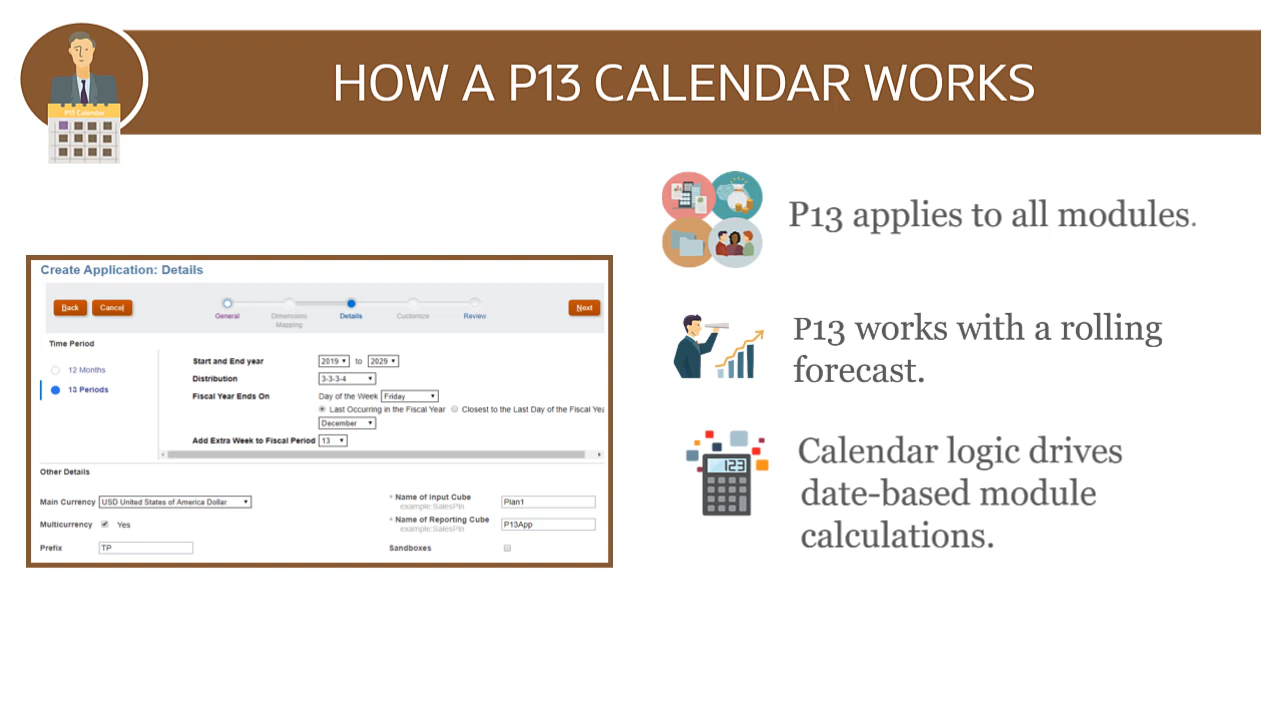 HOW A P13 CALENDAR WORKS
P13 Calendar
P13 applies to all modules.
P13 works with a rolling
forecast.
Calendar logic drives
date-based module
calculations.
123
Create Application: Details
Back Cancel Next
General Dimensions Mapping Details Customize Review
Time Period
12 Months
13 Periods
Start and End year 2019 to 2029
Distribution 3-3-3-4
Fiscal Year Ends On Day of the Week Friday
Last Occurring in the Fiscal Year Closest to the Last Day of the Fiscal Yea
December
Add Extra Week to Fiscal Period 13
Other Details
Main Currency USD United States of America Dollar
Multicurrency Yes
Prefix TP
* Name of Input Cube Plan1
example:SalesPln
* Name of Reporting Cube P13App
example:SalesPln
Sandboxes